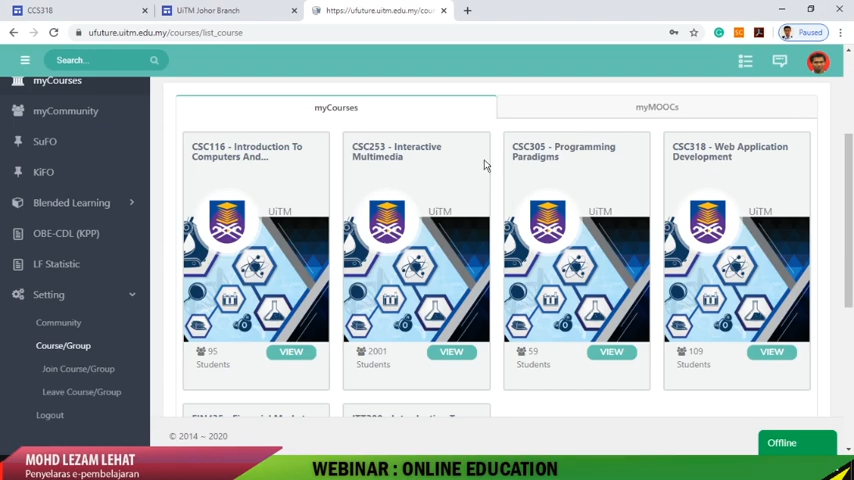 CCS318
UiTM Johor Branch
https://ufuture.uitm.edu.my/cour
ufuture.uitm.edu.my/courses/list_course
Paused
Search...
myCourses
myCommunity
SuFO
KiFO
Blended Learning
OBE-CDL (KPP)
LF Statistic
Setting
Community
Course/Group
Join Course/Group
Leave Course/Group
Logout
myCourses
myMOOCs
CSC116 - Introduction To
Computers And...
UiTM
95
Students
VIEW
CSC253 - Interactive
Multimedia
UiTM
2001
Students
VIEW
CSC305 - Programming
Paradigms
UiTM
59
Students
VIEW
CSC318 - Web Application
Development
UiTM
109
Students
VIEW
© 2014 ~ 2020
Offline
MOHD LEZAM LEHAT
Penyelaras e-pembelajaran
WEBINAR : ONLINE EDUCATION